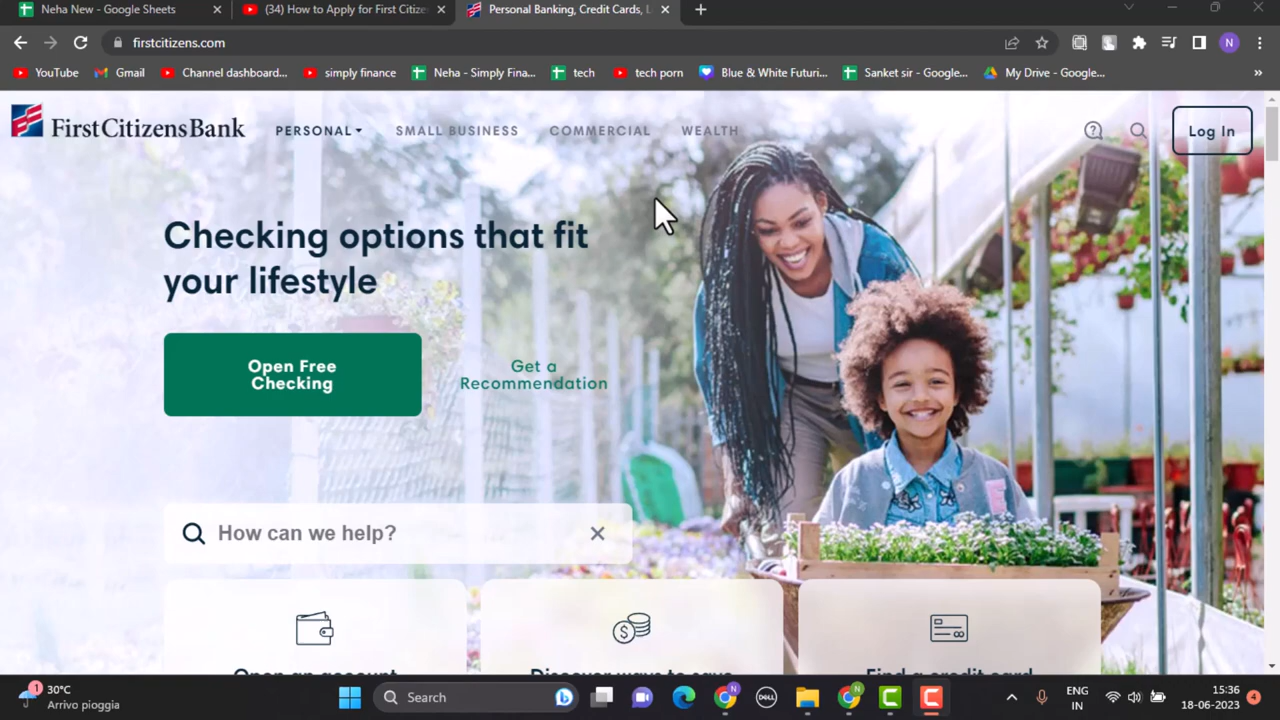 Neha New - Google Sheets
(34) How to Apply for First Citize
Personal Banking, Credit Cards, L
firstcitizens.com
N
YouTube
Gmail
Channel dashboard...
simply finance
Neha - Simply Fina...
tech
tech porn
Blue & White Futuri...
Sanket sir - Google...
My Drive - Google...
»
First Citizens Bank
PERSONAL
SMALL BUSINESS
COMMERCIAL
WEALTH
Log In
Checking options that fit
your lifestyle
Open Free
Checking
Get a
Recommendation
How can we help?
Open an account
Discover ways to save
Find a credit card
1
30°C
Arrivo pioggia
Search
N
DELL
N
ENG
IN
15:36
18-06-2023
4